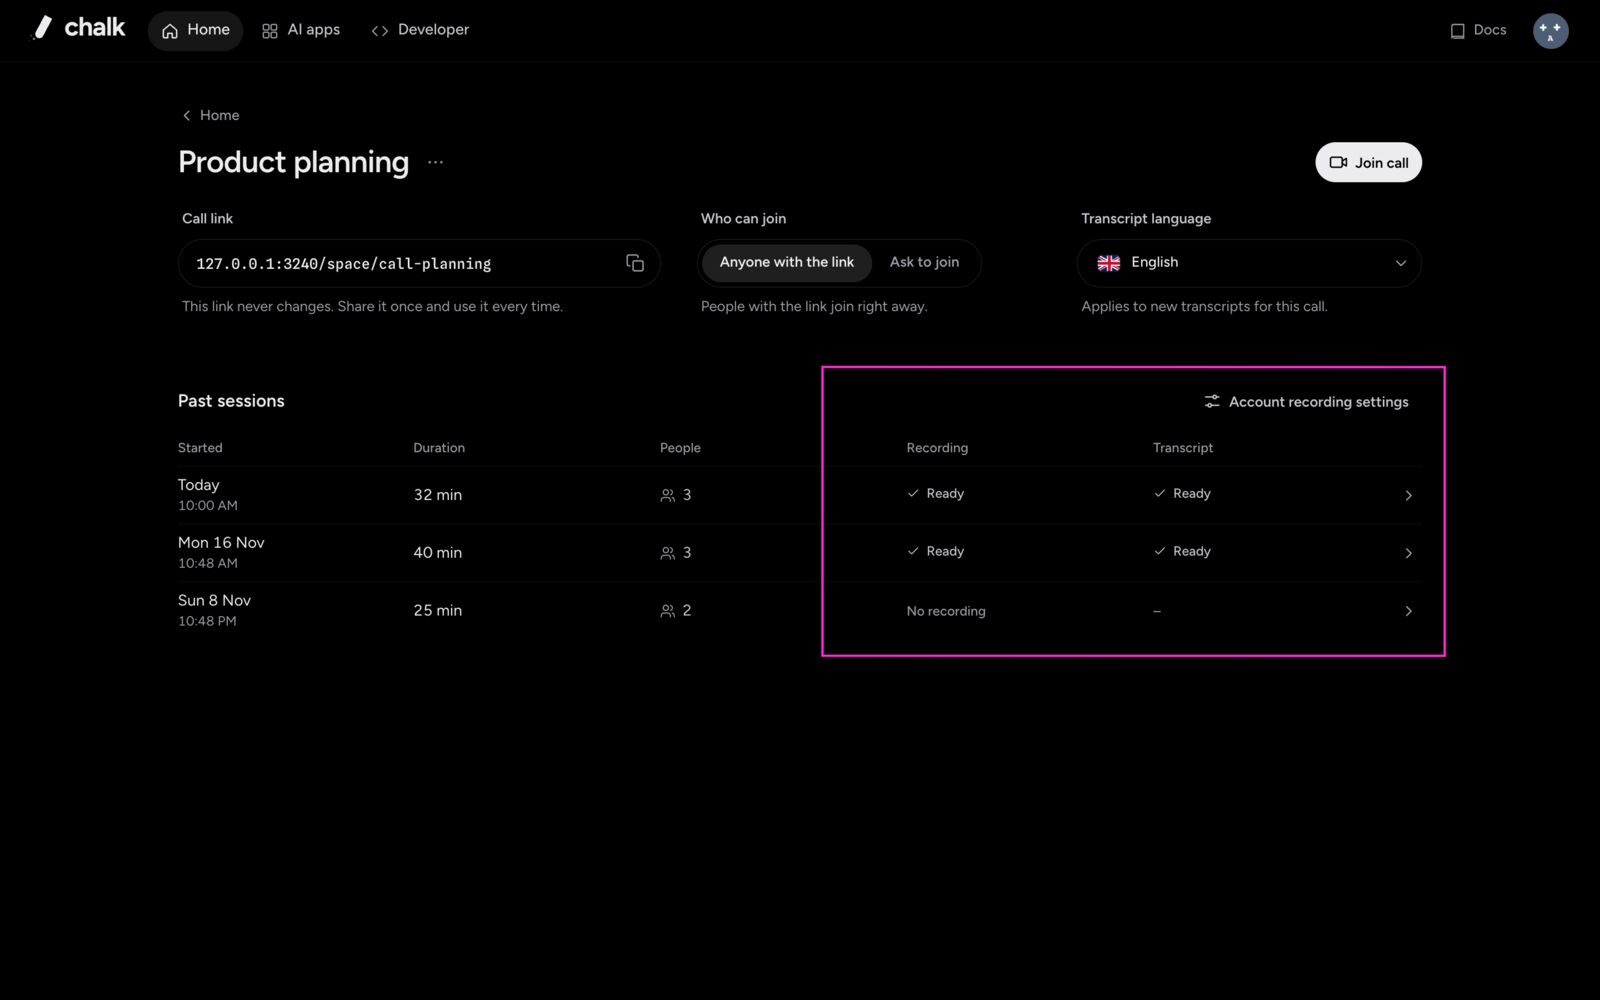 chalk
Home
AI apps
Developer
Docs
Home
Product planning ...
Join call
Call link
Who can join
Transcript language
127.0.0.1:3240/space/call-planning
Anyone with the link
Ask to join
English
This link never changes. Share it once and use it every time.
People with the link join right away.
Applies to new transcripts for this call.
Past sessions
Account recording settings
Started Duration People Recording Transcript
Today
10:00 AM
32 min 3 Ready Ready
Mon 16 Nov
10:48 AM
40 min 3 Ready Ready
Sun 8 Nov
10:48 PM
25 min 2 No recording –